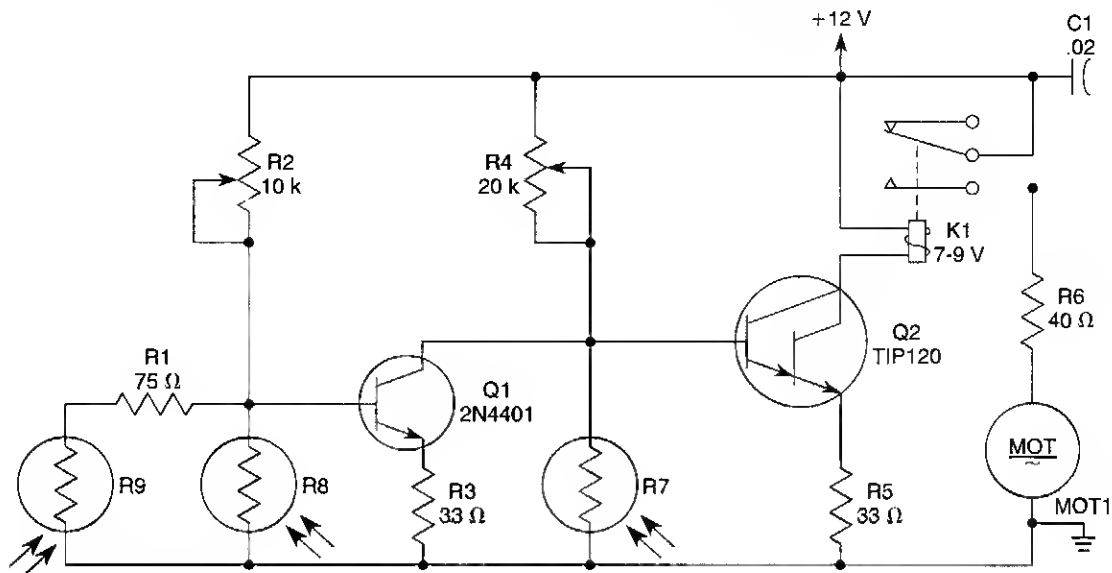 +12 V
C1
.02
R2
10 k
R4
20 k
K1
7-9 V
R6
40 Ω
R1
75 Ω
Q1
2N4401
Q2
TIP120
R9
R8
R3
33 Ω
R7
R5
33 Ω
MOT
~
MOT1